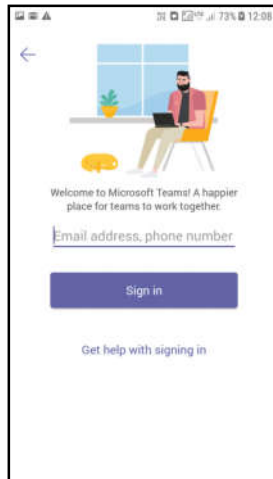 73% 12:08
Welcome to Microsoft Teams! A happier
place for teams to work together.
Email address, phone number
Sign in
Get help with signing in